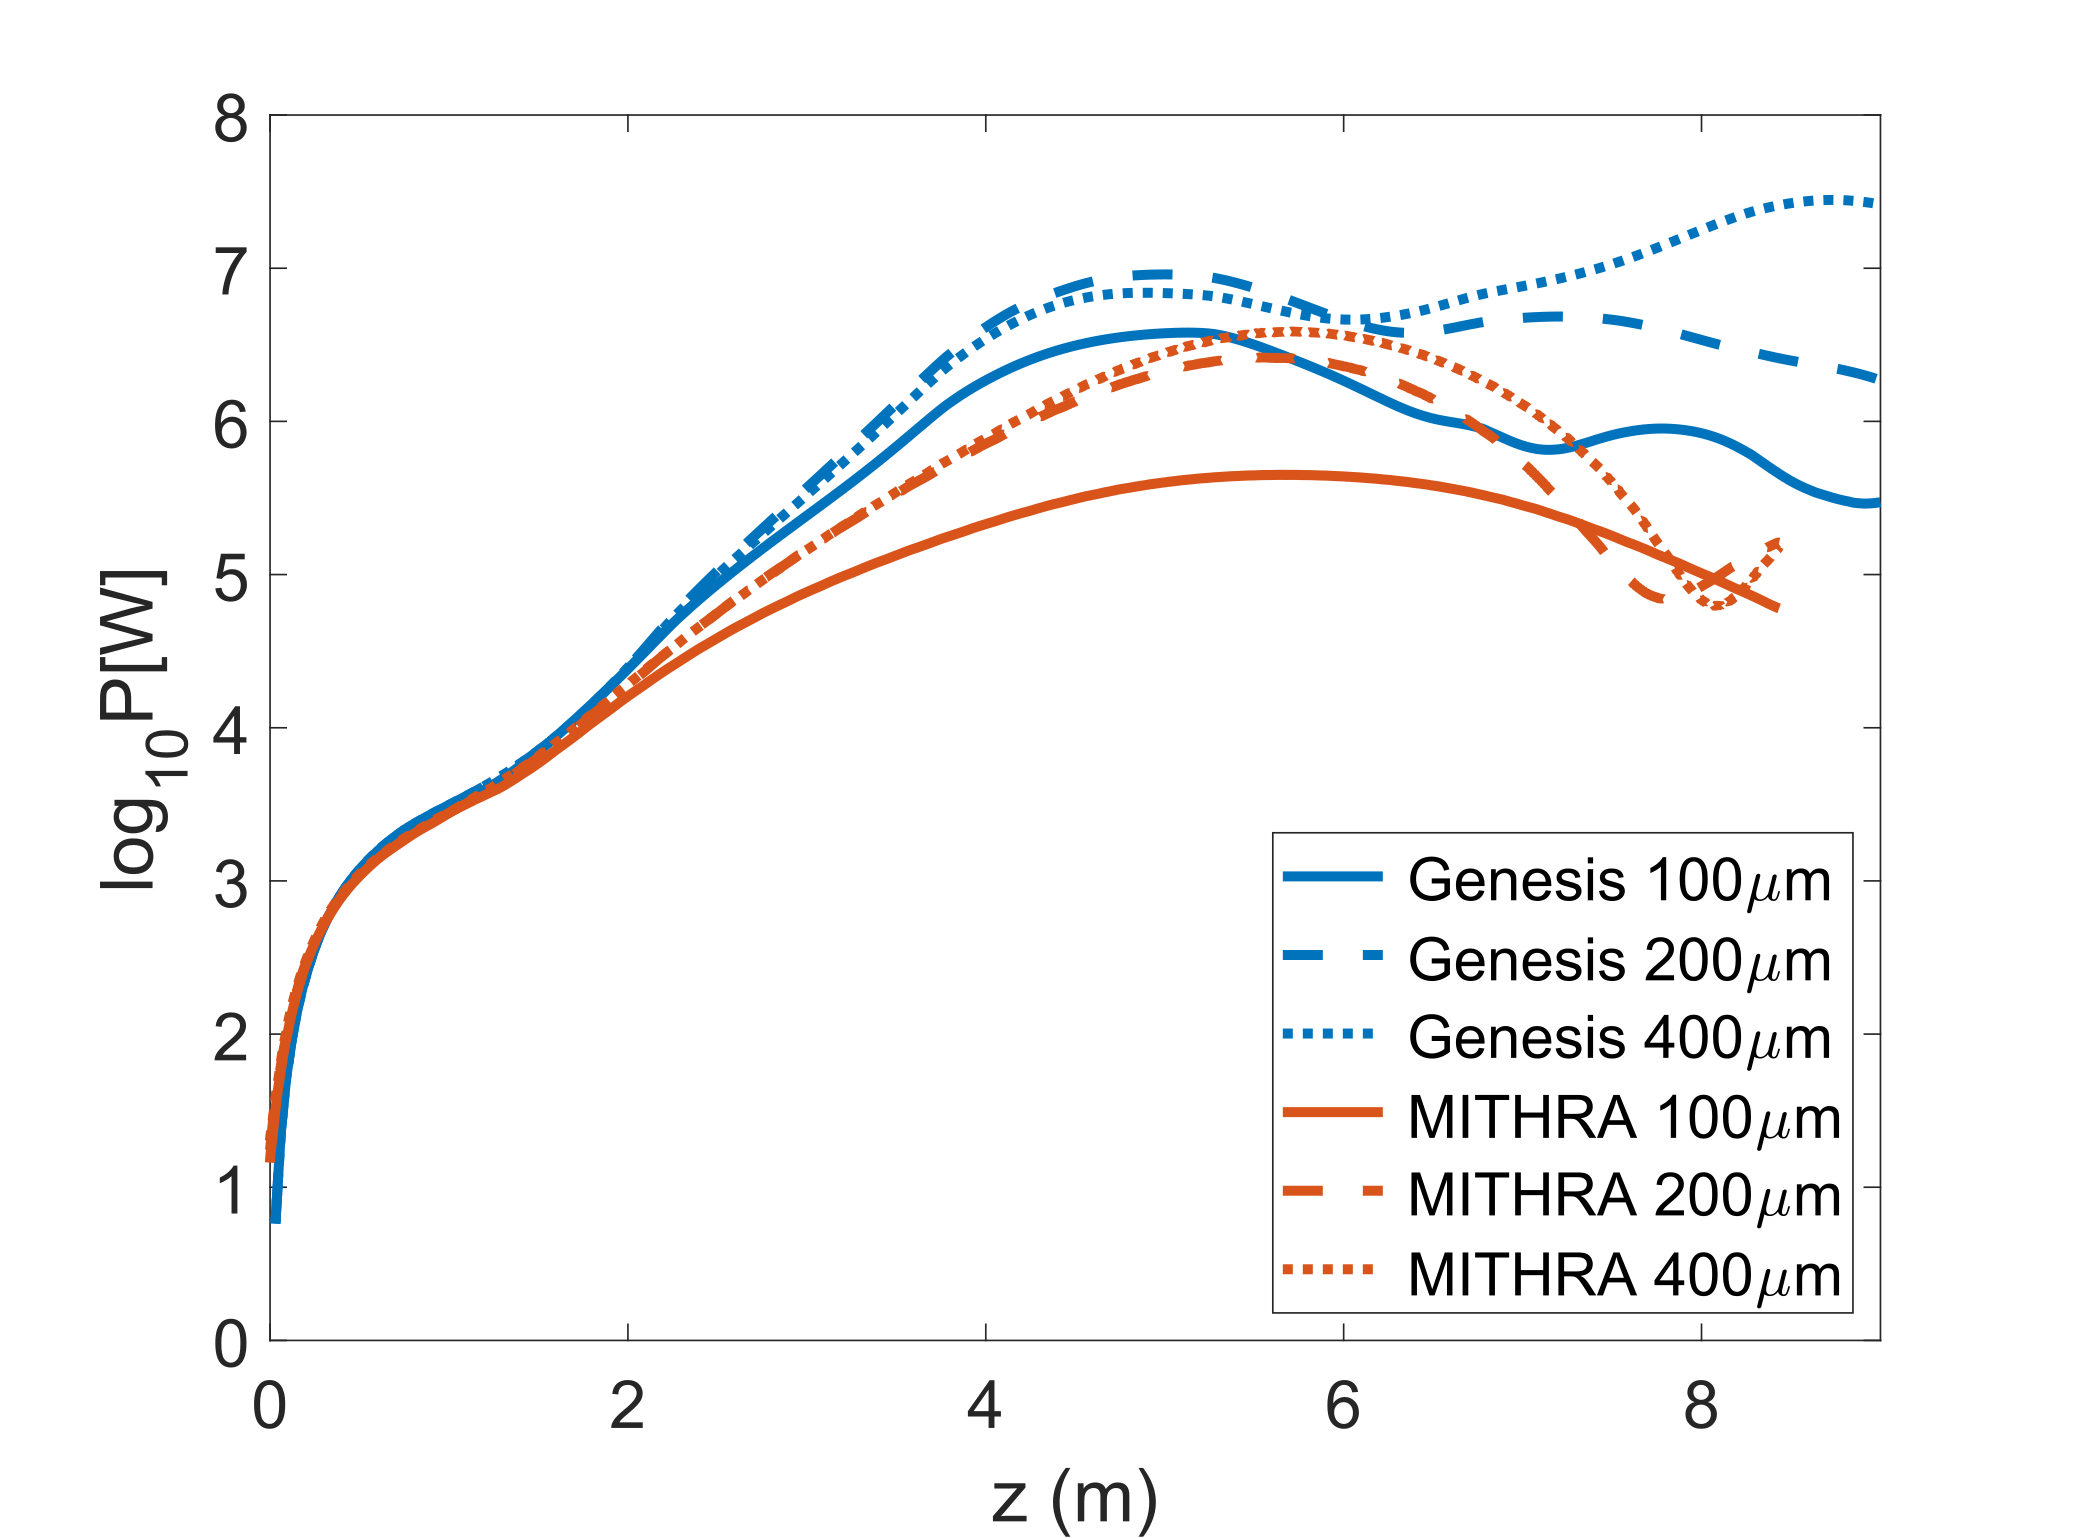 log10P[W]
8
7
6
5
4
3
2
1
0
0 2 4 6 8
z (m)
Genesis 100μm
Genesis 200μm
Genesis 400μm
MITHRA 100μm
MITHRA 200μm
MITHRA 400μm